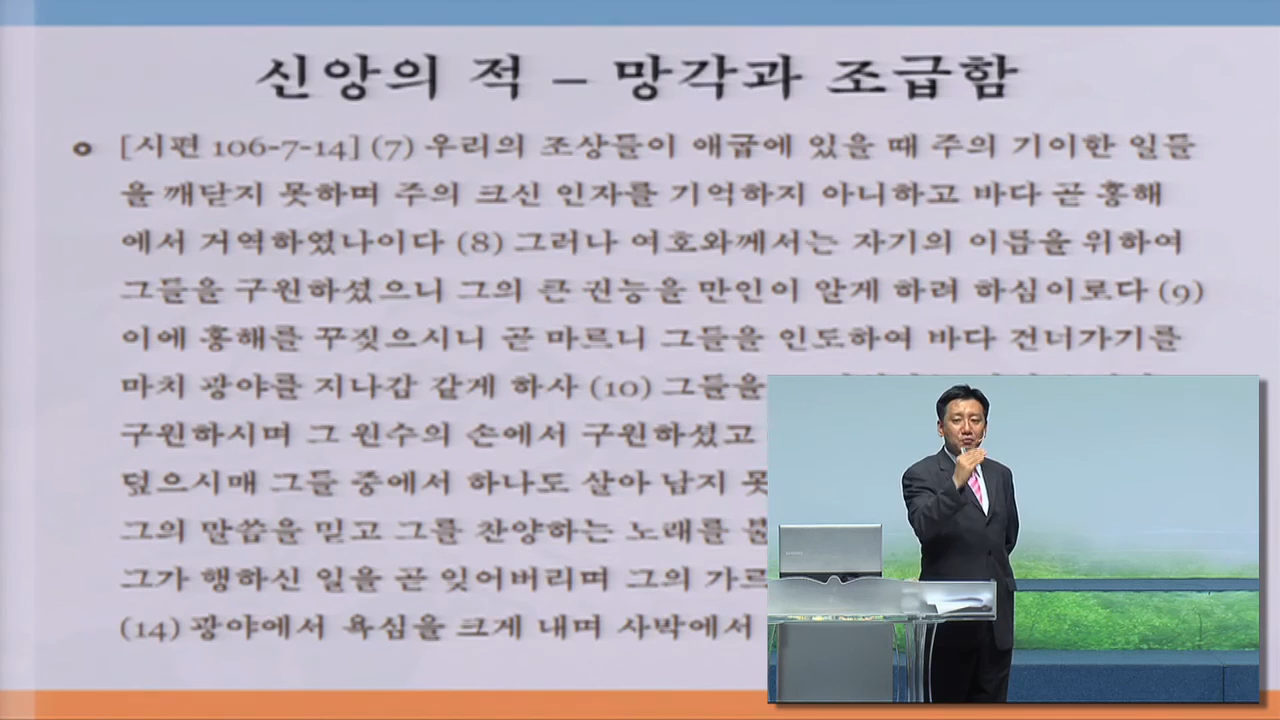 신앙의 적 – 망각과 조급함
[시편 106-7-14] (7) 우리의 조상들이 애굽에 있을 때 주의 기이한 일들
을 깨닫지 못하며 주의 크신 인자를 기억하지 아니하고 바다 곧 홍해
에서 거역하였나이다 (8) 그러나 여호와께서는 자기의 이름을 위하여
그들을 구원하셨으니 그의 큰 권능을 만인이 알게 하려 하심이로다 (9)
이에 홍해를 꾸짖으시니 곧 마르니 그들을 인도하여 바다 건너가기를
마치 광야를 지나감 같게 하사 (10) 그들을
구원하시며 그 원수의 손에서 구원하셨고
덮으시매 그들 중에서 하나도 살아 남지 못
그의 말씀을 믿고 그를 찬양하는 노래를 불
그가 행하신 일을 곧 잊어버리며 그의 가르
(14) 광야에서 욕심을 크게 내며 사막에서